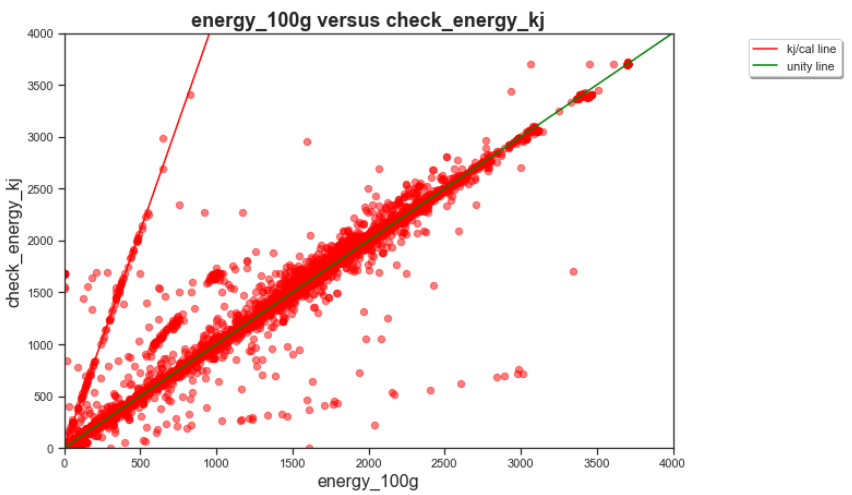 energy_100g versus check_energy_kj
kj/cal line
unity line
check_energy_kj
4000
3500
3000
2500
2000
1500
1000
500
0
0 500 1000 1500 2000 2500 3000 3500 4000
energy_100g